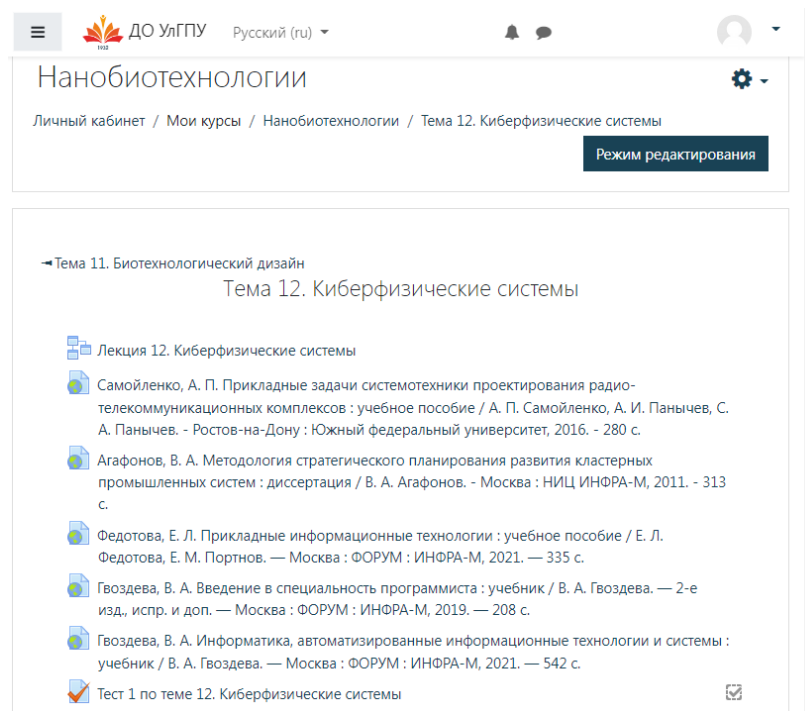 ДО УлГПУ Русский (ru)
1932
Нанобиотехнологии
Личный кабинет / Мои курсы / Нанобиотехнологии / Тема 12. Киберфизические системы
Режим редактирования
Тема 11. Биотехнологический дизайн
Тема 12. Киберфизические системы
Лекция 12. Киберфизические системы
Самойленко, А. П. Прикладные задачи системотехники проектирования радио-
телекоммуникационных комплексов : учебное пособие / А. П. Самойленко, А. И. Панычев, С.
А. Панычев. - Ростов-на-Дону : Южный федеральный университет, 2016. - 280 с.
Агафонов, В. А. Методология стратегического планирования развития кластерных
промышленных систем : диссертация / В. А. Агафонов. - Москва : НИЦ ИНФРА-М, 2011. - 313
с.
Федотова, Е. Л. Прикладные информационные технологии : учебное пособие / Е. Л.
Федотова, Е. М. Портнов. — Москва : ФОРУМ : ИНФРА-М, 2021. — 335 с.
Гвоздева, В. А. Введение в специальность программиста : учебник / В. А. Гвоздева. — 2-е
изд., испр. и доп. — Москва : ФОРУМ : ИНФРА-М, 2019. — 208 с.
Гвоздева, В. А. Информатика, автоматизированные информационные технологии и системы :
учебник / В. А. Гвоздева. — Москва : ФОРУМ : ИНФРА-М, 2021. — 542 с.
Тест 1 по теме 12. Киберфизические системы